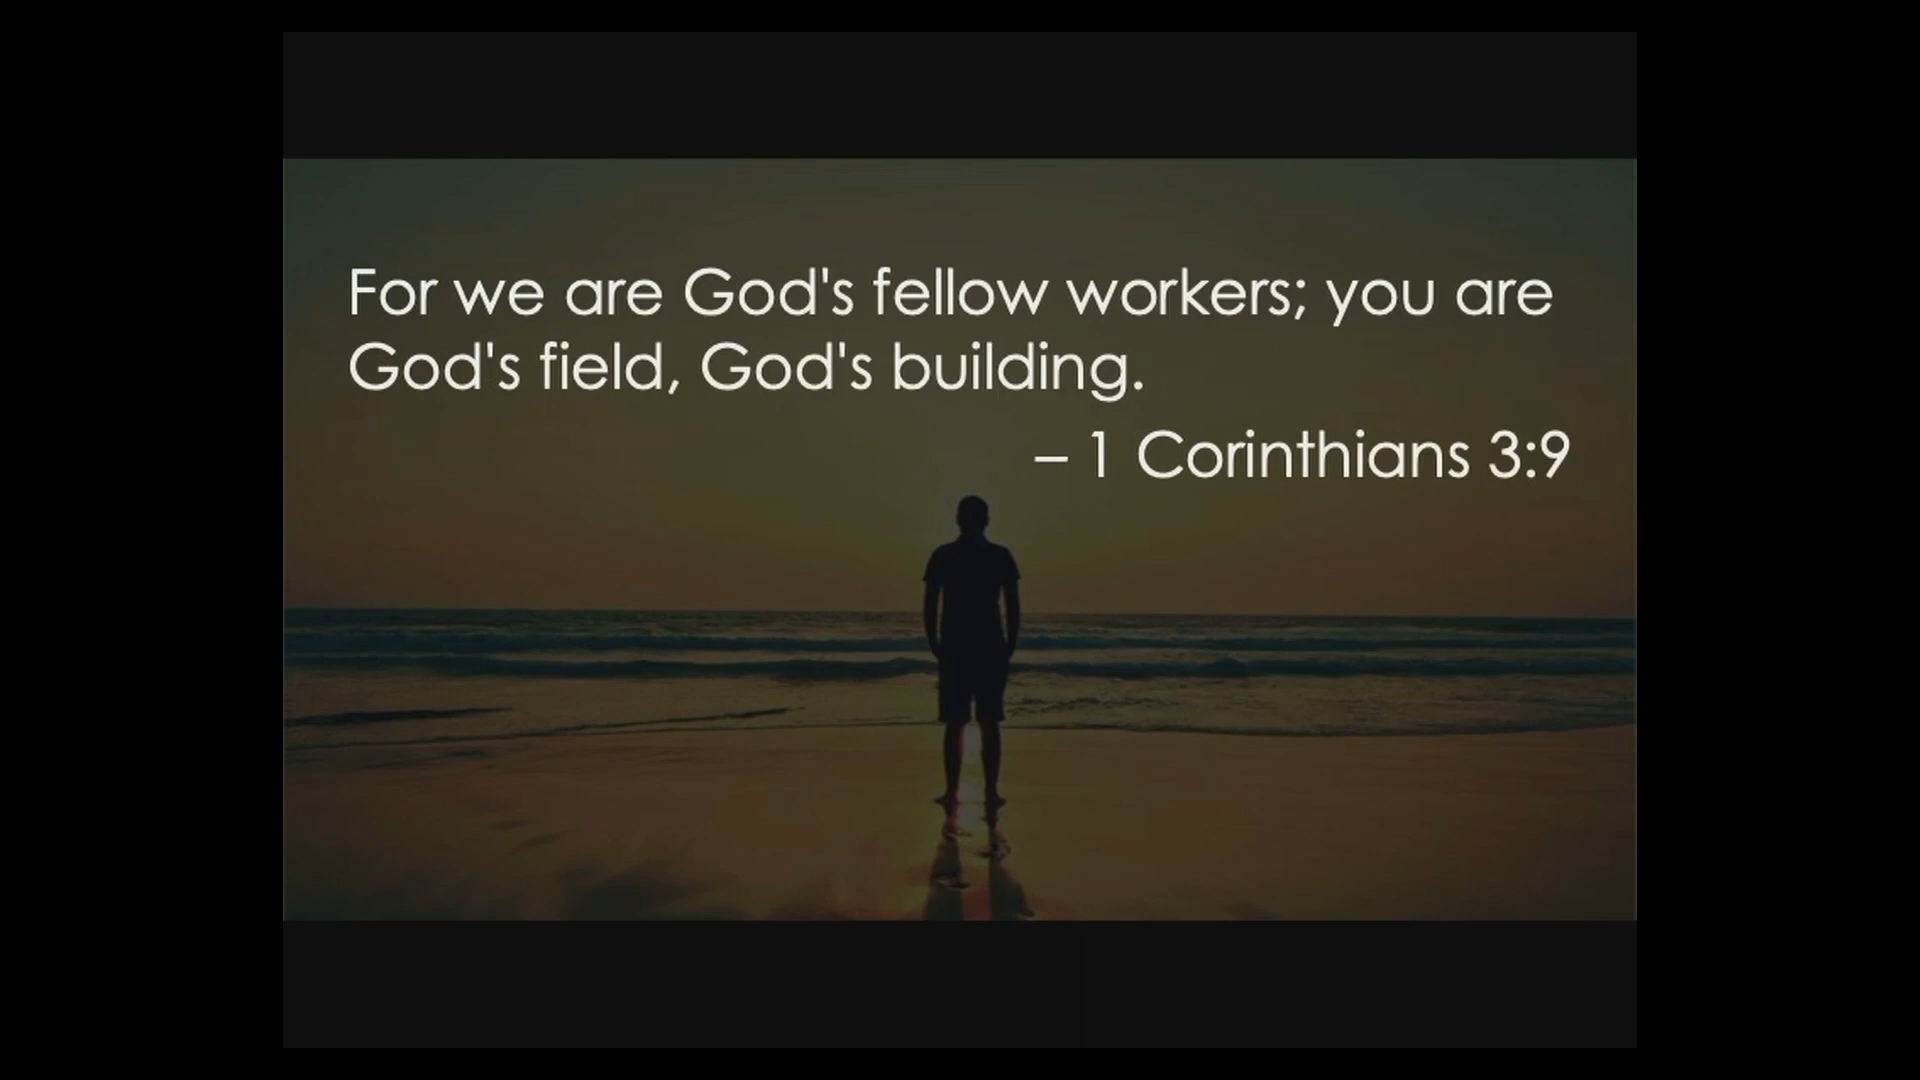 For we are God's fellow workers; you are
God's field, God's building.
– 1 Corinthians 3:9